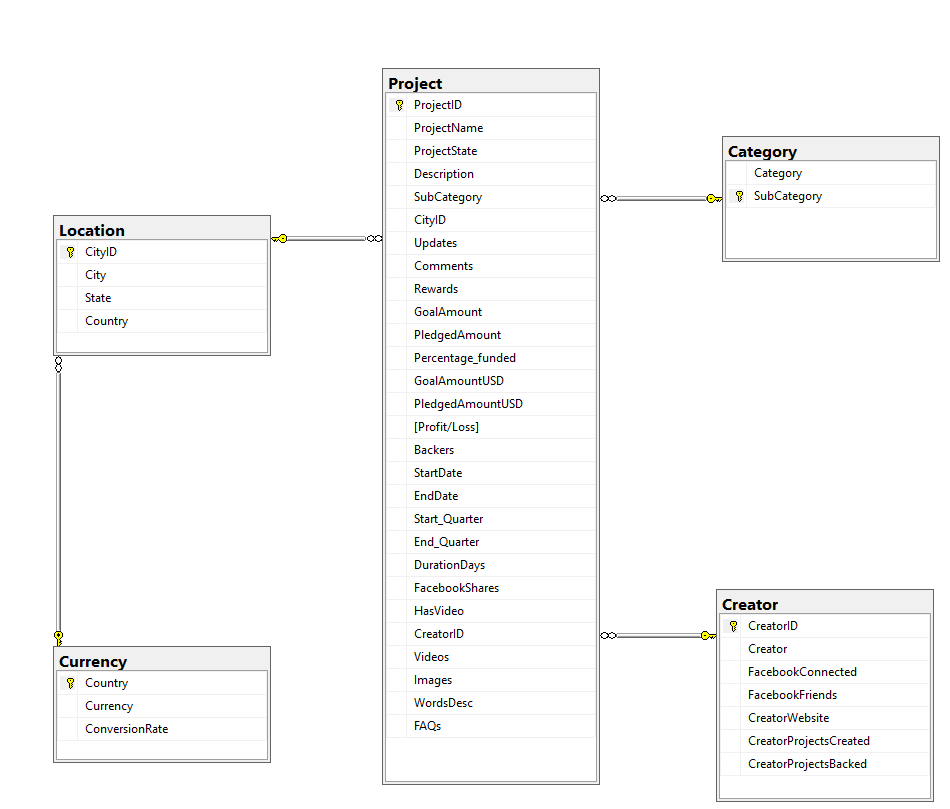 Project
ProjectID
ProjectName
ProjectState
Description
SubCategory
CityID
Updates
Comments
Rewards
GoalAmount
PledgedAmount
Percentage_funded
GoalAmountUSD
PledgedAmountUSD
[Profit/Loss]
Backers
StartDate
EndDate
Start_Quarter
End_Quarter
DurationDays
FacebookShares
HasVideo
CreatorID
Videos
Images
WordsDesc
FAQs
Category
Category
SubCategory
Location
CityID
City
State
Country
Currency
Country
Currency
ConversionRate
Creator
CreatorID
Creator
FacebookConnected
FacebookFriends
CreatorWebsite
CreatorProjectsCreated
CreatorProjectsBacked